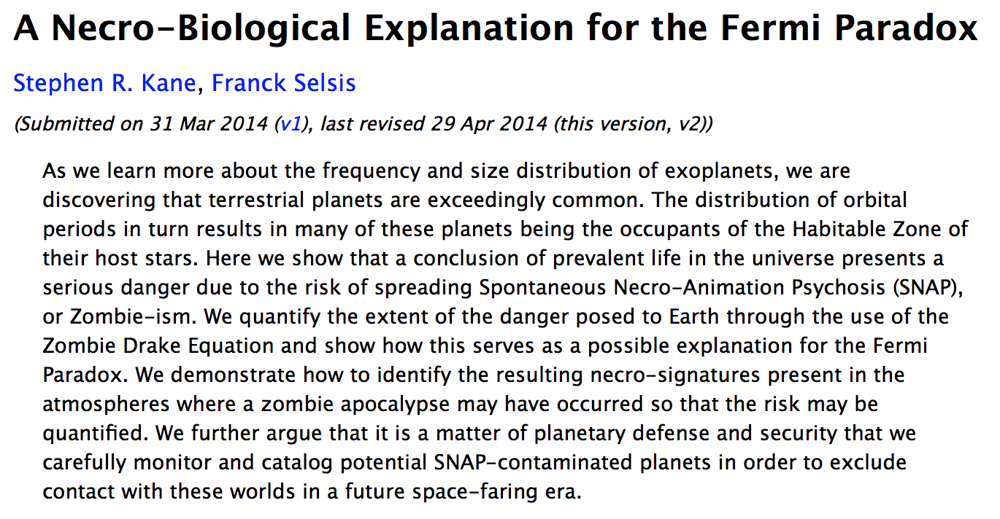 A Necro-Biological Explanation for the Fermi Paradox
Stephen R. Kane, Franck Selsis
(Submitted on 31 Mar 2014 (v1), last revised 29 Apr 2014 (this version, v2))
As we learn more about the frequency and size distribution of exoplanets, we are
discovering that terrestrial planets are exceedingly common. The distribution of orbital
periods in turn results in many of these planets being the occupants of the Habitable Zone of
their host stars. Here we show that a conclusion of prevalent life in the universe presents a
serious danger due to the risk of spreading Spontaneous Necro-Animation Psychosis (SNAP),
or Zombie-ism. We quantify the extent of the danger posed to Earth through the use of the
Zombie Drake Equation and show how this serves as a possible explanation for the Fermi
Paradox. We demonstrate how to identify the resulting necro-signatures present in the
atmospheres where a zombie apocalypse may have occurred so that the risk may be
quantified. We further argue that it is a matter of planetary defense and security that we
carefully monitor and catalog potential SNAP-contaminated planets in order to exclude
contact with these worlds in a future space-faring era.